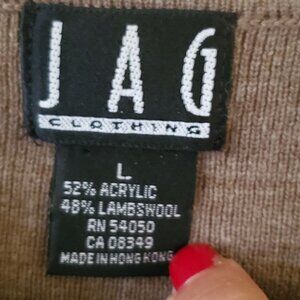 JAG
CLOTHING
L
52% ACRYLIC
48% LAMBSWOOL
RN 54050
CA 08349
MADE IN HONG KONG